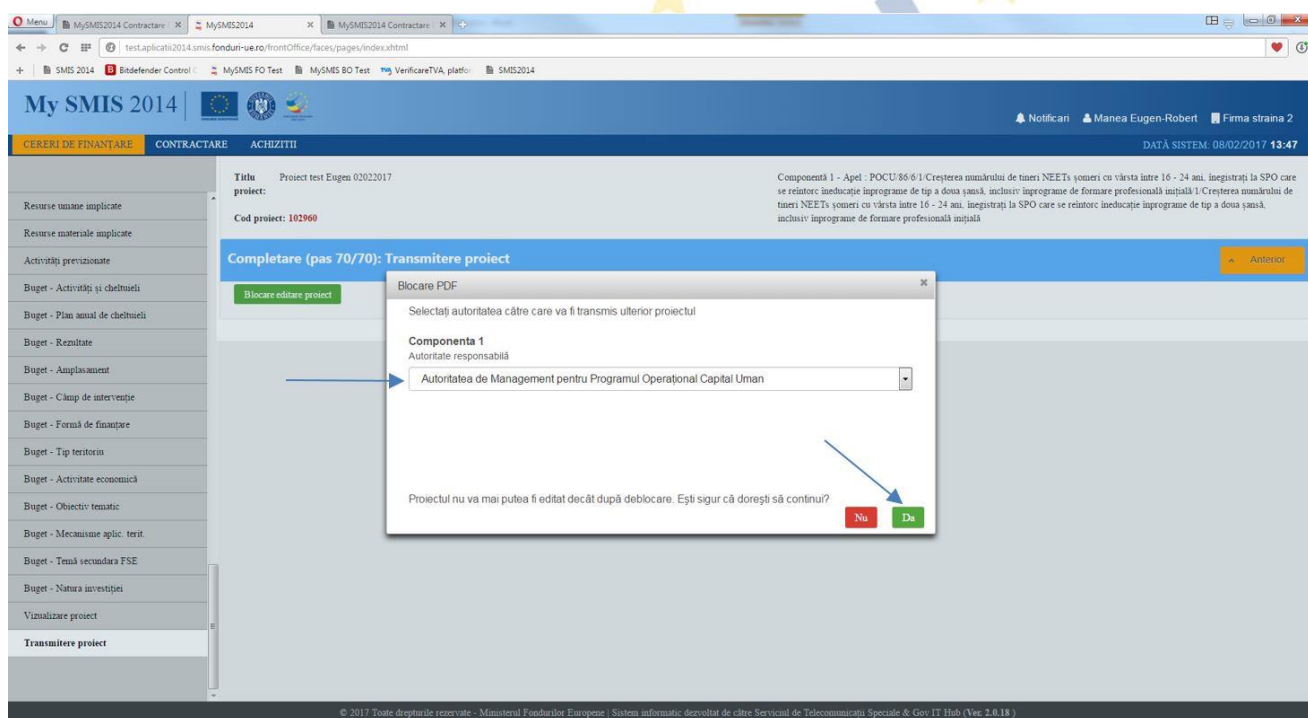 Menu
MySMIS2014 Contractare
MySMIS2014
MySMIS2014 Contractare
test.aplicatii2014.smis.fonduri-ue.ro/frontOffice/faces/pages/index.xhtml
SMIS 2014
Bitdefender Control C
MySMIS FO Test
MySMIS BO Test
VerificareTVA, platfor
SMIS2014
My SMIS 2014
Notificari
Manea Eugen-Robert
Firma straina 2
CERERI DE FINANȚARE
CONTRACTARE
ACHIZITII
DATĂ SISTEM: 08/02/2017 13:47
Titlu proiect:
Proiect test Eugen 02022017
Cod proiect: 102960
Componentă 1 - Apel : POCU/86/6/1/Creșterea numărului de tineri NEETs șomeri cu vârsta între 16 - 24 ani, înegistrați la SPO care
se reintorc îneducație înprograme de tip a doua șansă, inclusiv înprograme de formare profesională inițială/1/Creșterea numărului de
tineri NEETs șomeri cu vârsta între 16 - 24 ani, înegistrați la SPO care se reintorc îneducație înprograme de tip a doua șansă,
inclusiv înprograme de formare profesională inițială
Resurse umane implicate
Resurse materiale implicate
Activități previzionate
Buget - Activități și cheltuieli
Buget - Plan anual de cheltuieli
Buget - Rezultate
Buget - Amplasament
Buget - Câmp de intervenție
Buget - Formă de finanțare
Buget - Tip teritoriu
Buget - Activitate economică
Buget - Obiectiv tematic
Buget - Mecanisme aplic. terit.
Buget - Temă secundara FSE
Buget - Natura investiției
Vizualizare proiect
Transmitere proiect
Completare (pas 70/70): Transmitere proiect
Anterior
Blocare editare proiect
Blocare PDF
Selectați autoritatea către care va fi transmis ulterior proiectul
Componenta 1
Autoritate responsabilă
Autoritatea de Management pentru Programul Operațional Capital Uman
Proiectul nu va mai putea fi editat decât după deblocare. Ești sigur că dorești să continui?
Nu
Da
© 2017 Toate drepturile rezervate - Ministerul Fondurilor Europene | Sistem informatic dezvoltat de către Serviciul de Telecomunicații Speciale & Gov IT Hub (Ver. 2.0.18 )